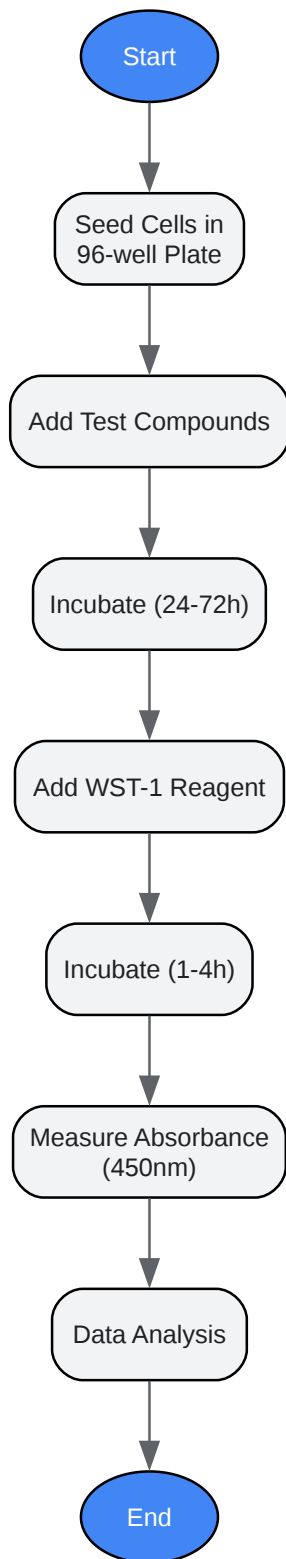 Start
Seed Cells in
96-well Plate
Add Test Compounds
Incubate (24-72h)
Add WST-1 Reagent
Incubate (1-4h)
Measure Absorbance
(450nm)
Data Analysis
End